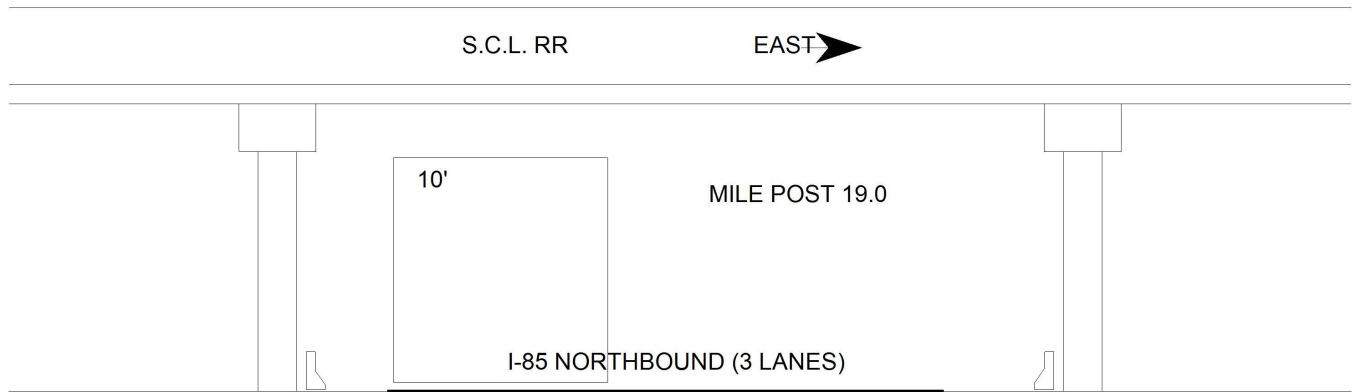 S.C.L. RR
EAST
10'
MILE POST 19.0
I-85 NORTHBOUND (3 LANES)